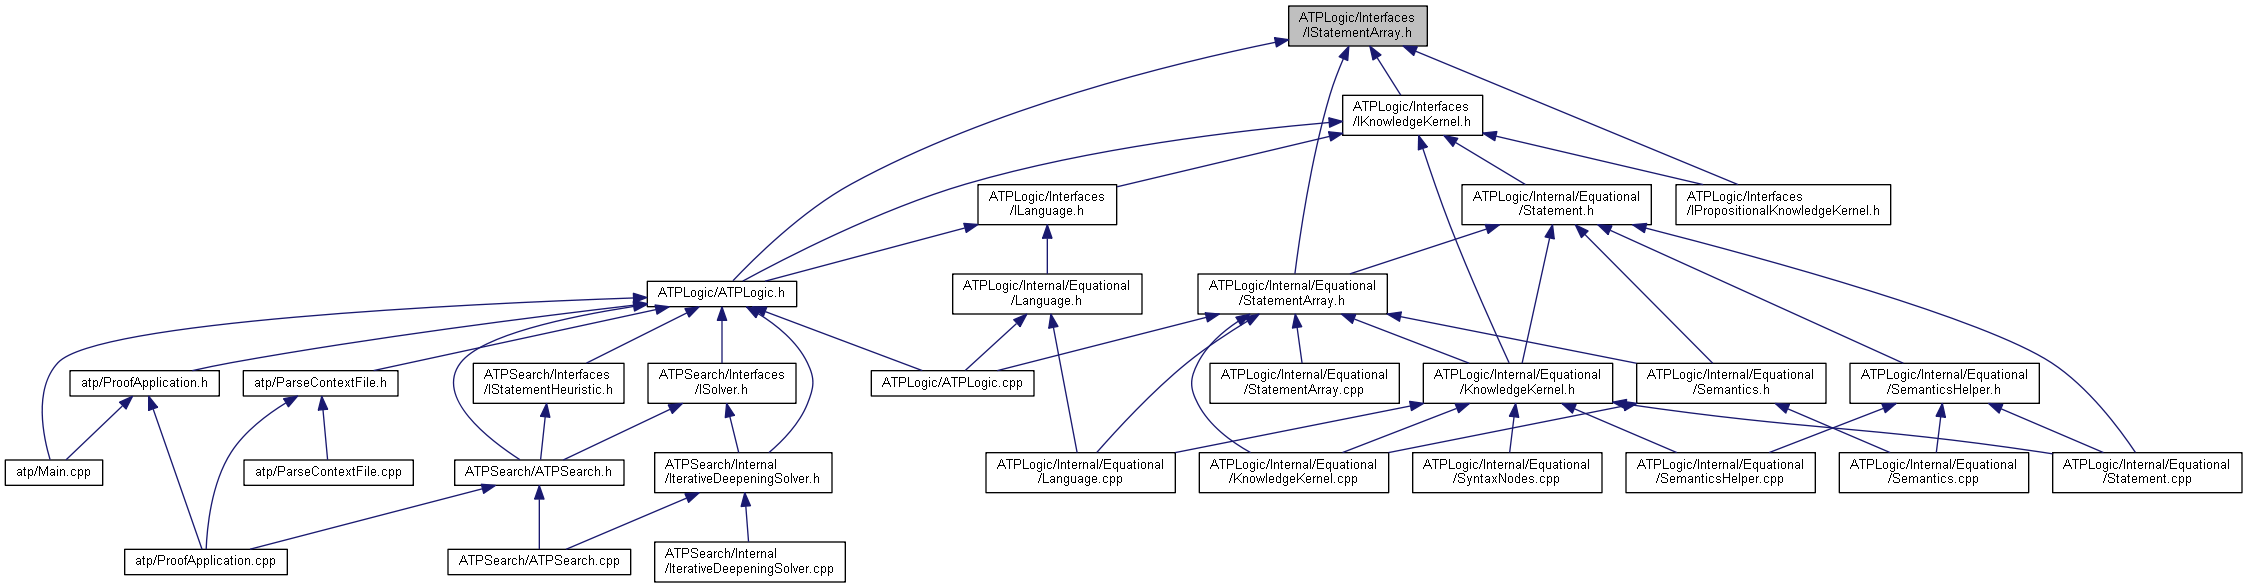 ATPLogic/Interfaces
/IStatementArray.h
ATPLogic/Interfaces
/IKnowledgeKernel.h
ATPLogic/Interfaces
/ILanguage.h
ATPLogic/Internal/Equational
/Statement.h
ATPLogic/Interfaces
/IPropositionalKnowledgeKernel.h
ATPLogic/ATPLogic.h
ATPLogic/Internal/Equational
/Language.h
ATPLogic/Internal/Equational
/StatementArray.h
atp/ProofApplication.h
atp/ParseContextFile.h
ATPSearch/Interfaces
/IStatementHeuristic.h
ATPSearch/Interfaces
/ISolver.h
ATPLogic/ATPLogic.cpp
ATPLogic/Internal/Equational
/StatementArray.cpp
ATPLogic/Internal/Equational
/KnowledgeKernel.h
ATPLogic/Internal/Equational
/Semantics.h
ATPLogic/Internal/Equational
/SemanticsHelper.h
atp/Main.cpp
atp/ParseContextFile.cpp
ATPSearch/ATPSearch.h
ATPSearch/Internal
/IterativeDeepeningSolver.h
ATPLogic/Internal/Equational
/Language.cpp
ATPLogic/Internal/Equational
/KnowledgeKernel.cpp
ATPLogic/Internal/Equational
/SyntaxNodes.cpp
ATPLogic/Internal/Equational
/SemanticsHelper.cpp
ATPLogic/Internal/Equational
/Semantics.cpp
ATPLogic/Internal/Equational
/Statement.cpp
atp/ProofApplication.cpp
ATPSearch/ATPSearch.cpp
ATPSearch/Internal
/IterativeDeepeningSolver.cpp